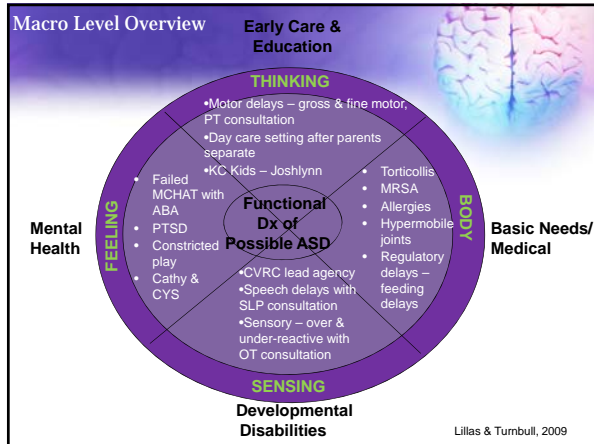 Macro Level Overview
Early Care &
Education
THINKING
•Motor delays – gross & fine motor,
PT consultation
•Day care setting after parents
separate
•KC Kids – Joshlynn
FEELING
• Failed
MCHAT with
ABA
• PTSD
• Constricted
play
• Cathy &
CYS
Mental
Health
Functional
Dx of
Possible ASD
• Torticollis
• MRSA
• Allergies
• Hypermobile
joints
• Regulatory
delays –
feeding
delays
BODY
Basic Needs/
Medical
•CVRC lead agency
•Speech delays with
SLP consultation
•Sensory – over &
under-reactive with
OT consultation
SENSING
Developmental
Disabilities
Lillas & Turnbull, 2009